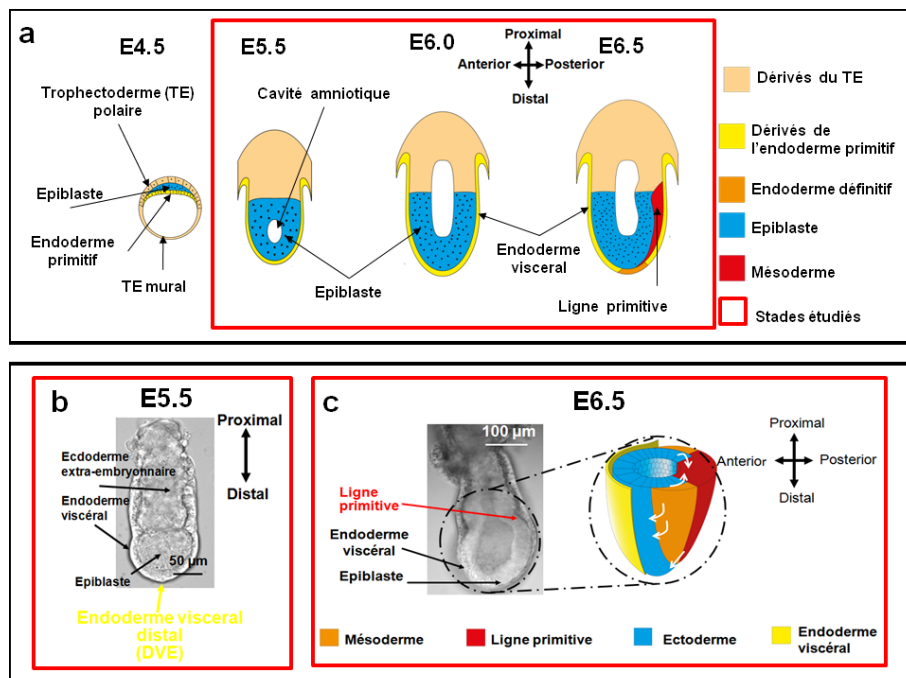 a
E4.5
E5.5
E6.0
E6.5
Proximal
Anterior
Posterior
Distal
Trophectoderme (TE)
polaire
Epiblaste
Endoderme
primitif
TE mural
Cavité amniotique
Epiblaste
Endoderme
visceral
Ligne primitive
Dérivés du TE
Dérivés de
l'endoderme primitif
Endoderme définitif
Epiblaste
Mésoderme
Stades étudiés
b
E5.5
Proximal
Distal
Ecdoderme
extra-embryonnaire
Endoderme
viscéral
Epiblaste
50 µm
Endoderme visceral
distal
(DVE)
c
E6.5
100 µm
Ligne
primitive
Endoderme
viscéral
Epiblaste
Proximal
Anterior
Posterior
Distal
Mésoderme
Ligne primitive
Ectoderme
Endoderme
viscéral